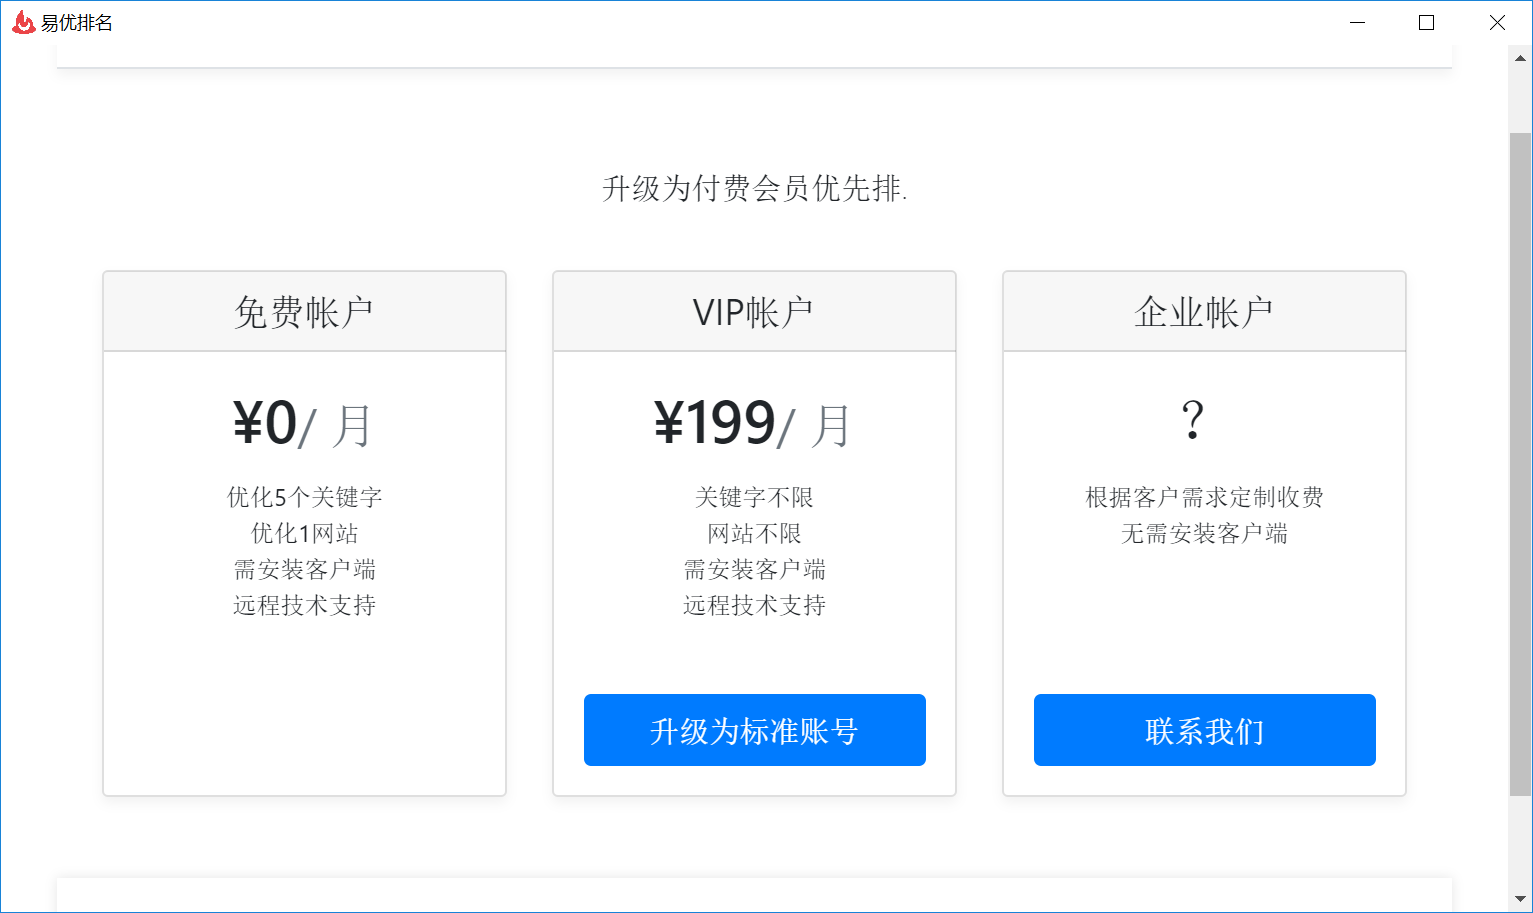 易优排名
升级为付费会员优先排.
免费帐户
¥0/ 月
优化5个关键字
优化1网站
需安装客户端
远程技术支持
VIP帐户
¥199/ 月
关键字不限
网站不限
需安装客户端
远程技术支持
升级为标准账号
企业帐户
？
根据客户需求定制收费
无需安装客户端
联系我们